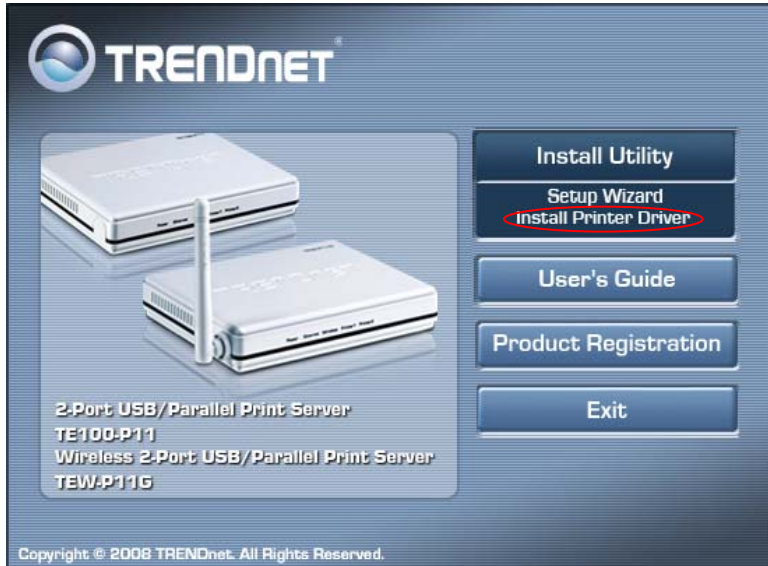 TRENDNET
Install Utility
Setup Wizard
Install Printer Driver
User's Guide
Product Registration
Exit
2-Port USB/Parallel Print Server
TE100-P11
Wireless 2-Port USB/Parallel Print Server
TEW-P11G
Copyright © 2008 TRENDnet. All Rights Reserved.